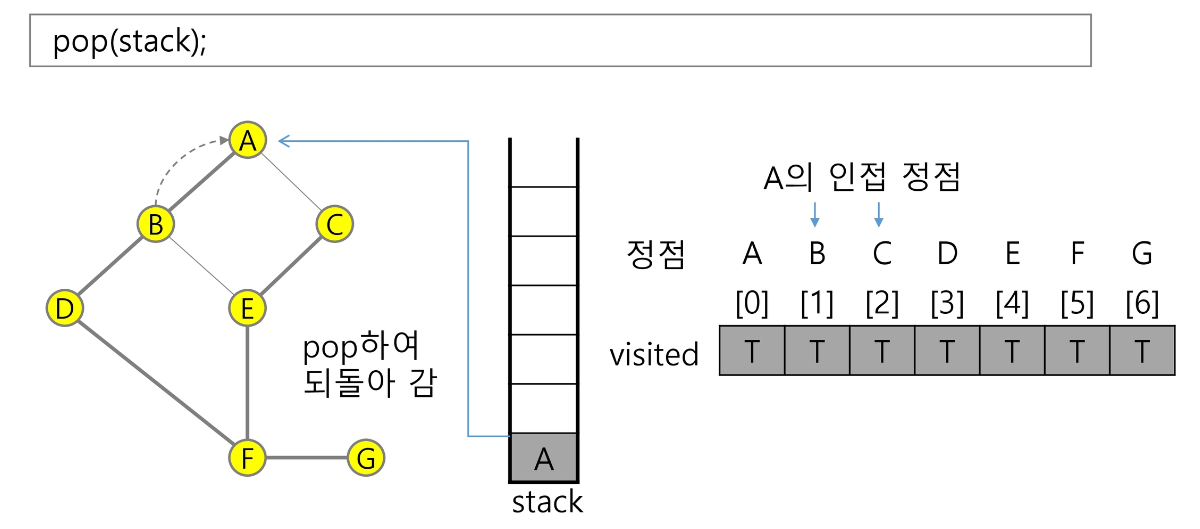 pop(stack);
A
B
C
D
E
F
G
pop하여
되돌아 감
A
stack
A의 인접 정점
정점 A B C D E F G
[0] [1] [2] [3] [4] [5] [6]
visited T T T T T T T